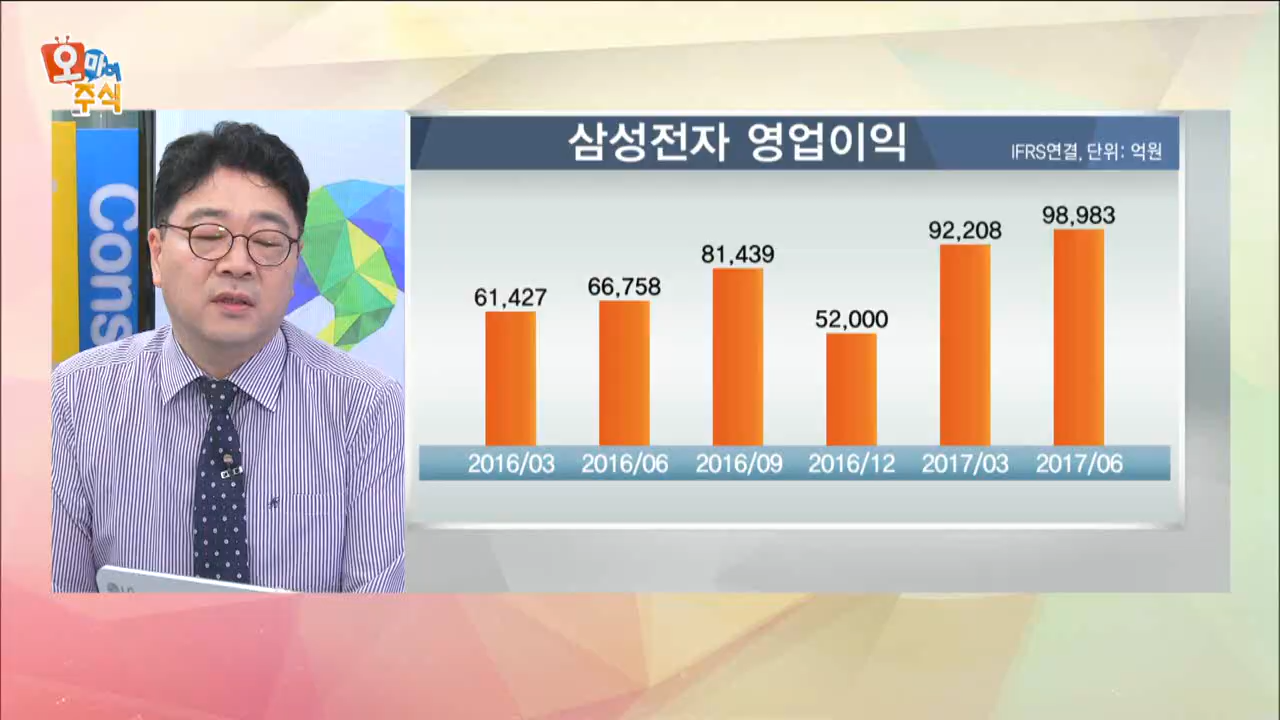 오마이
주식
Cons
삼성전자 영업이익
IFRS연결, 단위: 억원
61,427
66,758
81,439
52,000
92,208
98,983
2016/03
2016/06
2016/09
2016/12
2017/03
2017/06
LG